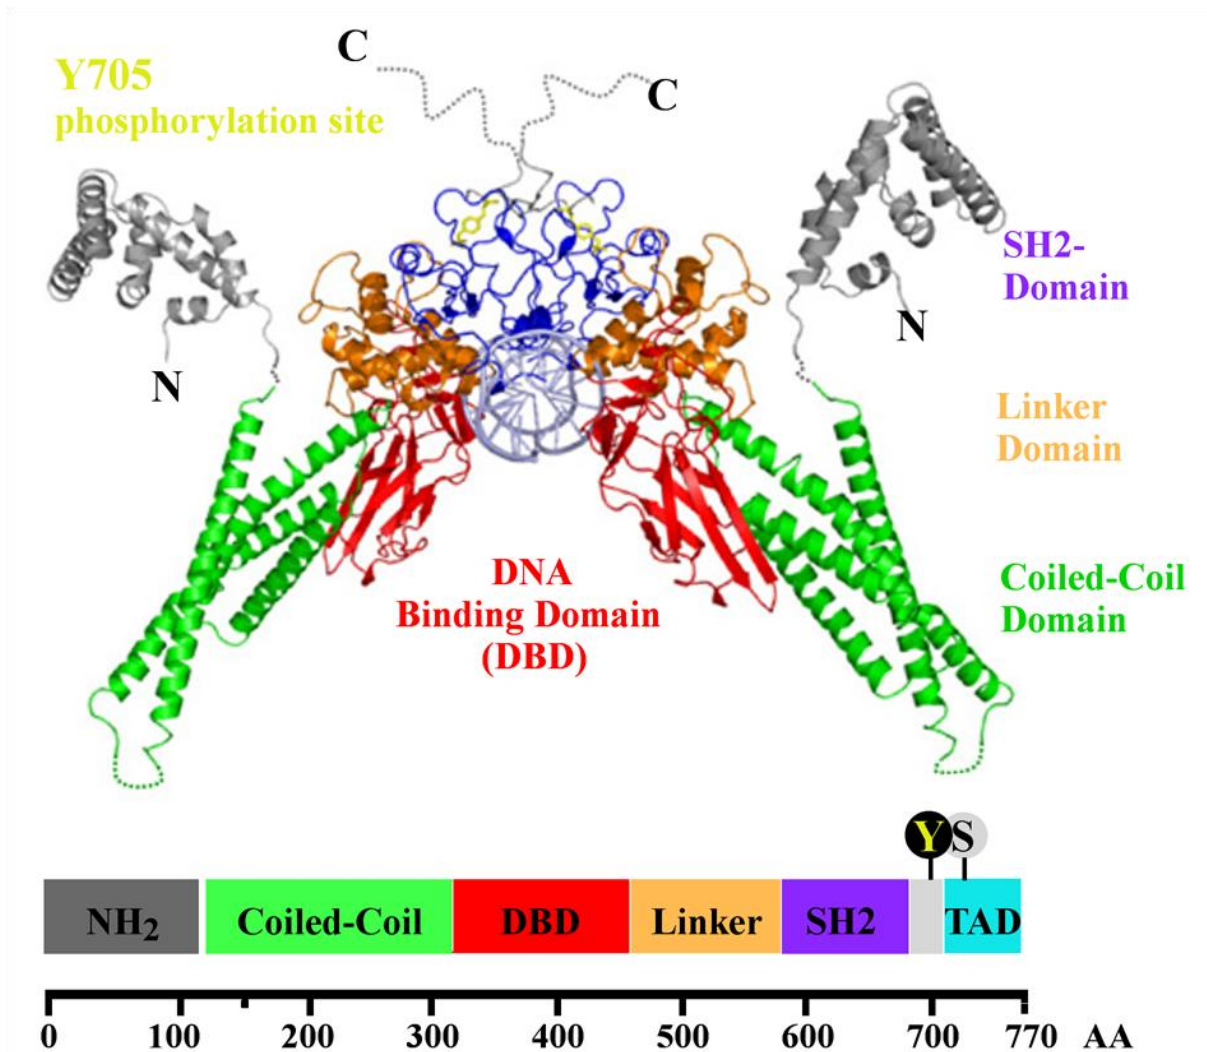 C
Y705
phosphorylation site
C
SH2-
Domain
N
N
Linker
Domain
DNA
Binding Domain
(DBD)
Coiled-Coil
Domain
Y S
NH2 Coiled-Coil DBD Linker SH2 TAD
0 100 200 300 400 500 600 700 770 AA